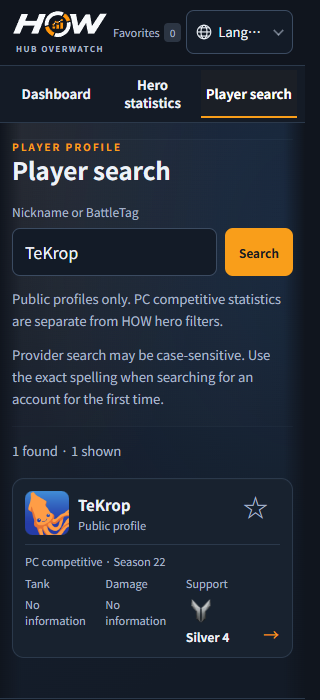 HOW
HUB OVERWATCH
Favorites 0
Lang···
Dashboard
Hero
statistics
Player search
PLAYER PROFILE
Player search
Nickname or BattleTag
TeKrop
Search
Public profiles only. PC competitive statistics
are separate from HOW hero filters.
Provider search may be case-sensitive. Use
the exact spelling when searching for an
account for the first time.
1 found · 1 shown
TeKrop
Public profile
PC competitive · Season 22
Tank
No
information
Damage
No
information
Support
Silver 4
→